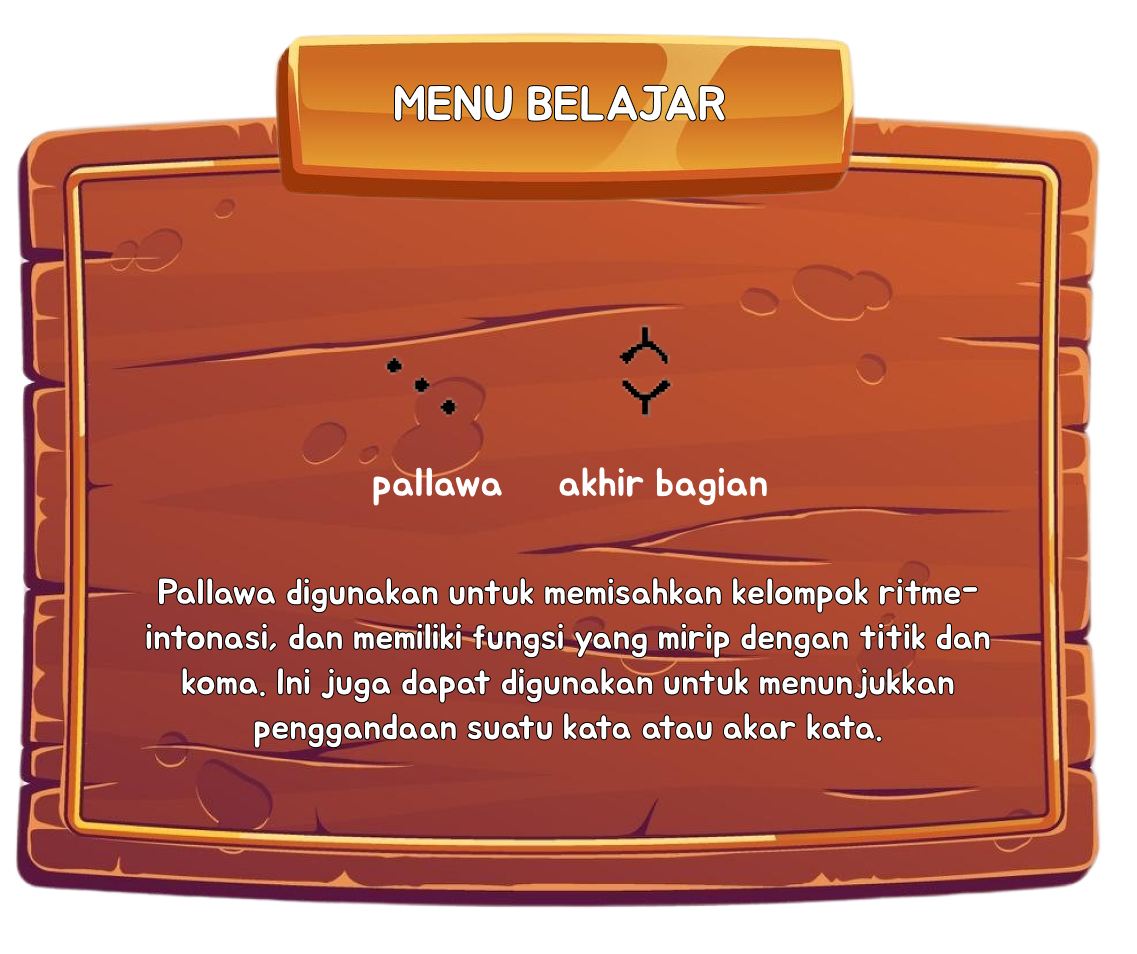 MENU BELAJAR
᨞ ᨟
pallawa akhir bagian
Pallawa digunakan untuk memisahkan kelompok ritme-
intonasi, dan memiliki fungsi yang mirip dengan titik dan
koma. Ini juga dapat digunakan untuk menunjukkan
penggandaan suatu kata atau akar kata.